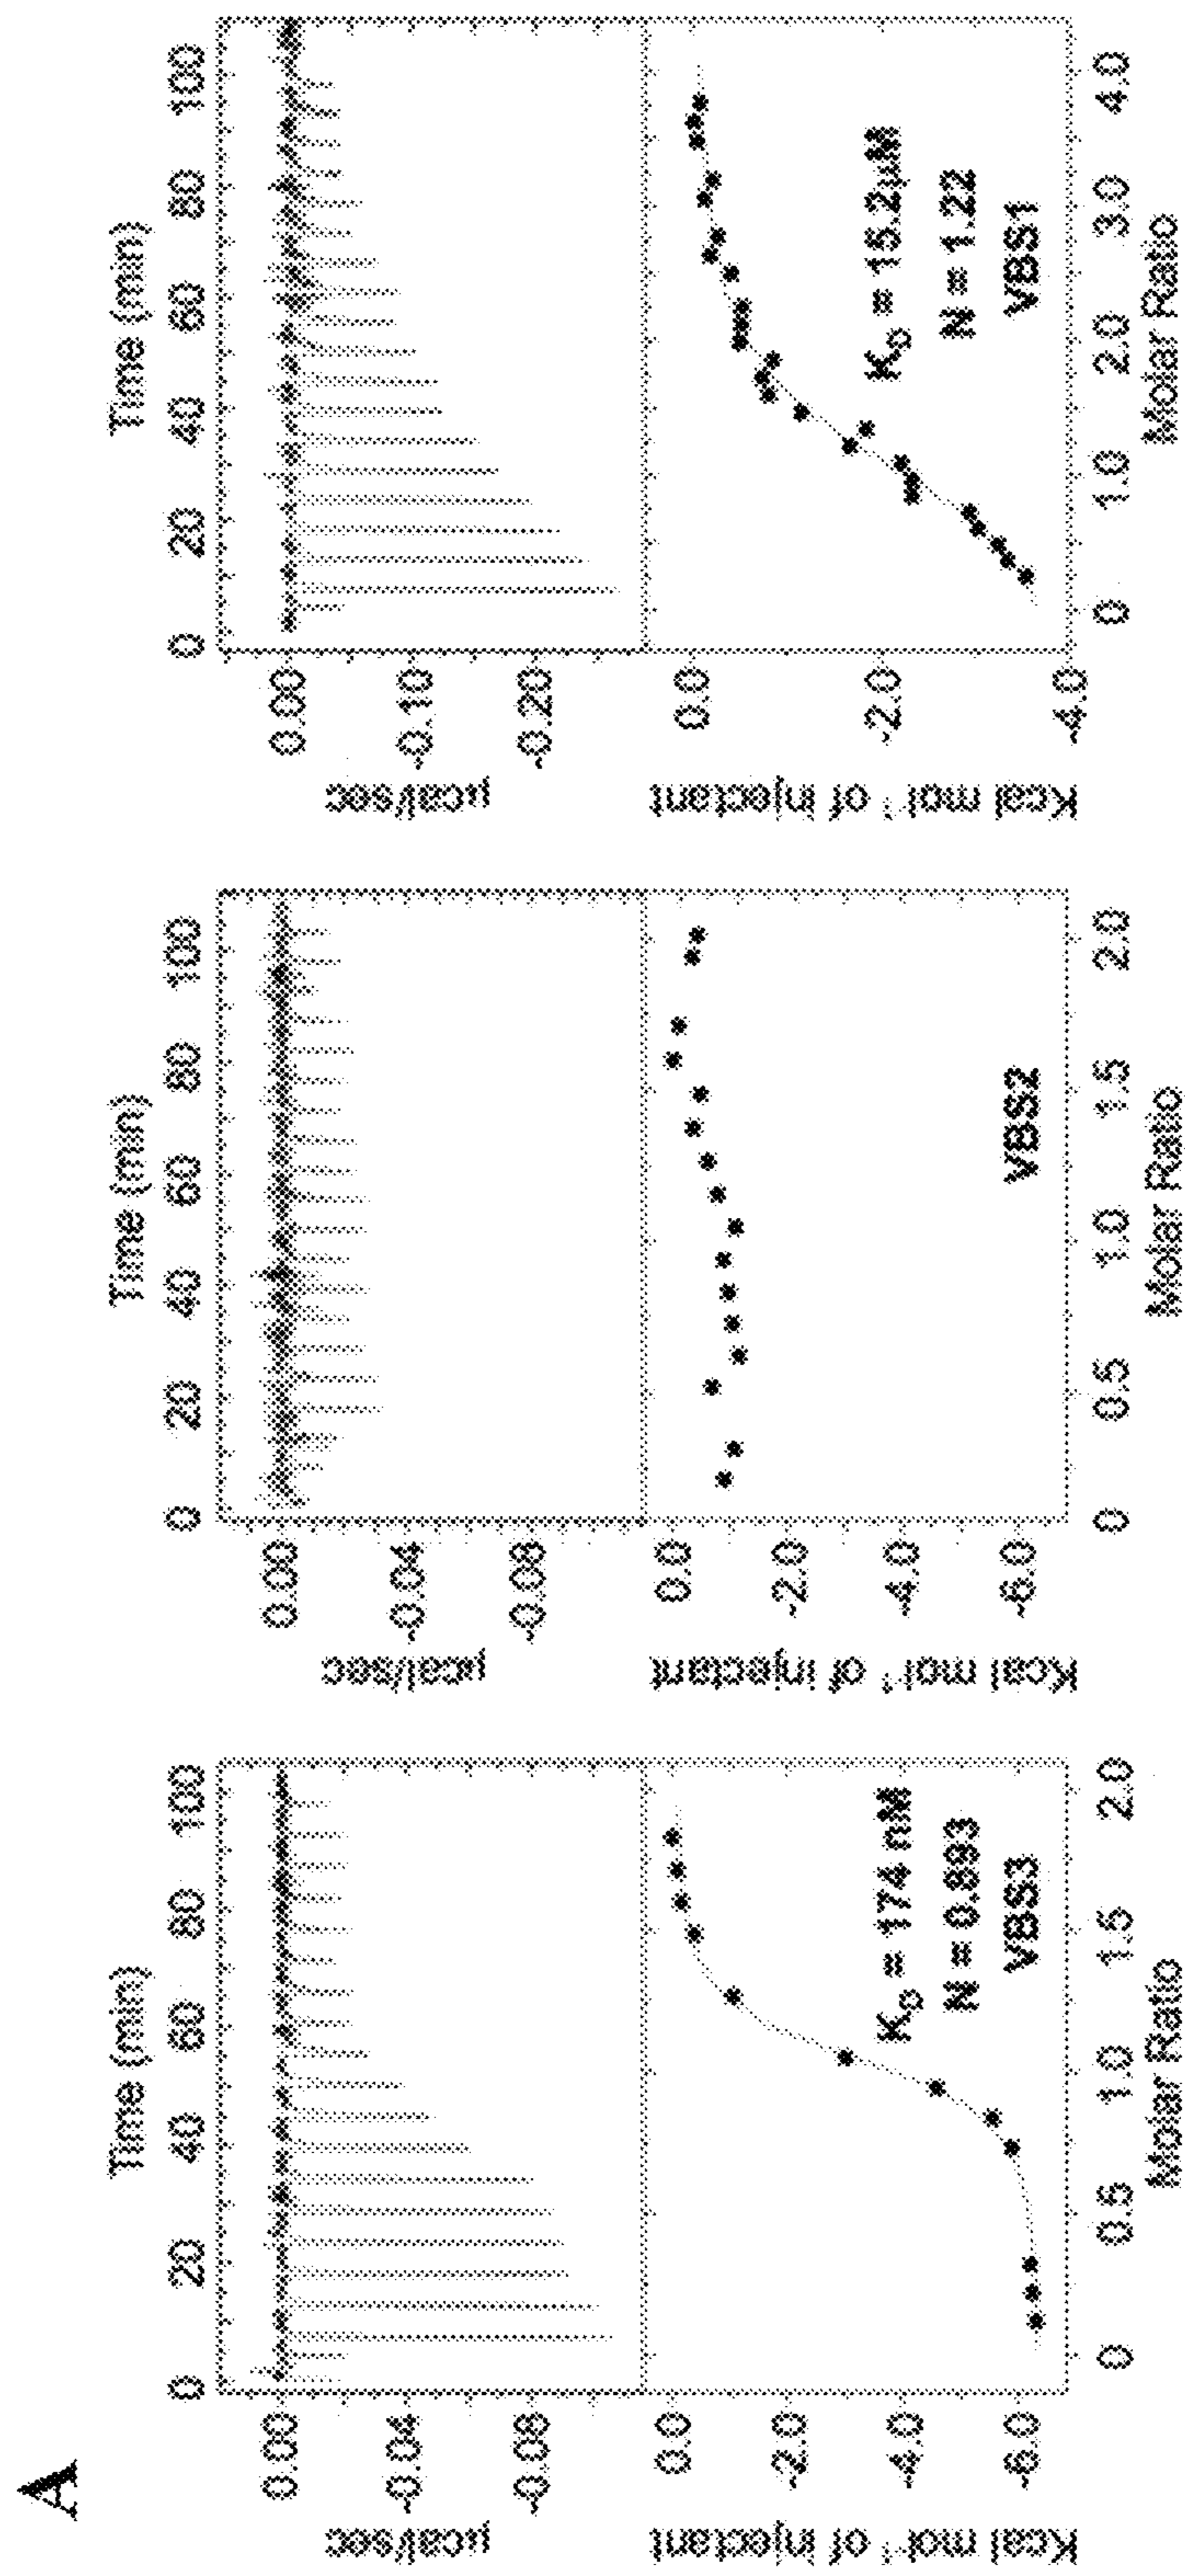 A
Time (min)
0 20 40 60 80 100
0.00
-0.04
-0.08
μcal/sec
0.0
-2.0
-4.0
-6.0
Kcal mol⁻¹ of injectant
K_D = 174 nM
N = 0.893
VBS3
0 0.5 1.0 1.5 2.0
Molar Ratio
Time (min)
0 20 40 60 80 100
0.00
-0.04
-0.08
μcal/sec
0.0
-2.0
-4.0
-6.0
Kcal mol⁻¹ of injectant
VBS2
0 0.5 1.0 1.5 2.0
Molar Ratio
Time (min)
0 20 40 60 80 100
0.00
-0.10
-0.20
μcal/sec
0.0
-2.0
-4.0
Kcal mol⁻¹ of injectant
K_D = 15.2μM
N = 1.22
VBS1
0 1.0 2.0 3.0 4.0
Molar Ratio